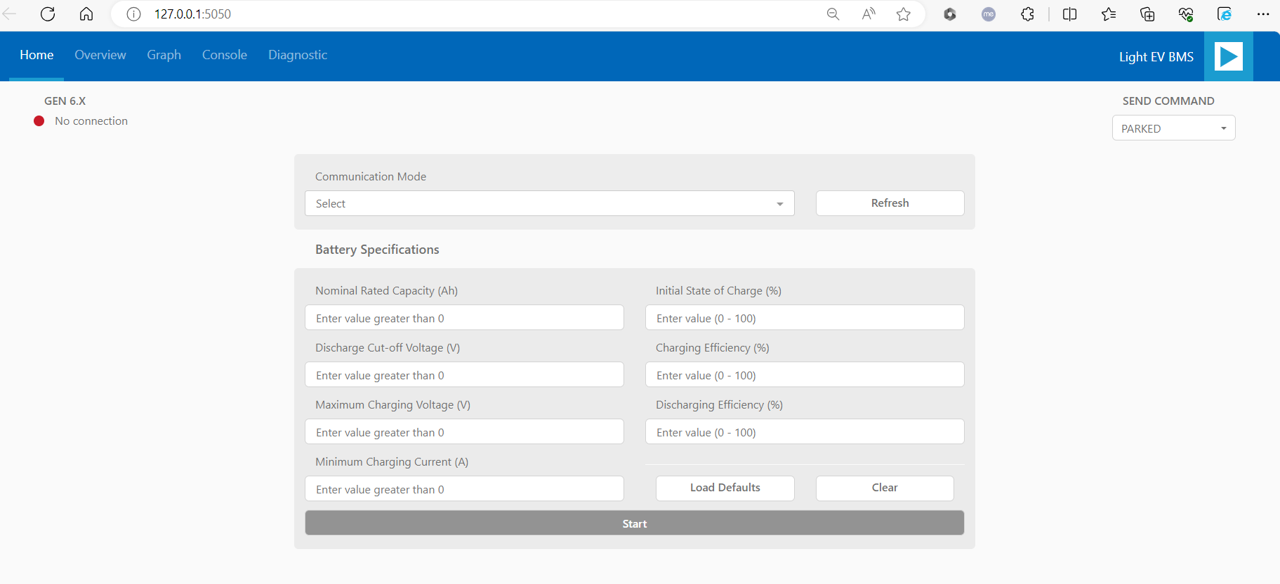 127.0.0.1:5050
Home Overview Graph Console Diagnostic Light EV BMS
GEN 6.X
No connection
SEND COMMAND
PARKED
Communication Mode
Select
Refresh
Battery Specifications
Nominal Rated Capacity (Ah)
Enter value greater than 0
Initial State of Charge (%)
Enter value (0 - 100)
Discharge Cut-off Voltage (V)
Enter value greater than 0
Charging Efficiency (%)
Enter value (0 - 100)
Maximum Charging Voltage (V)
Enter value greater than 0
Discharging Efficiency (%)
Enter value (0 - 100)
Minimum Charging Current (A)
Enter value greater than 0
Load Defaults
Clear
Start